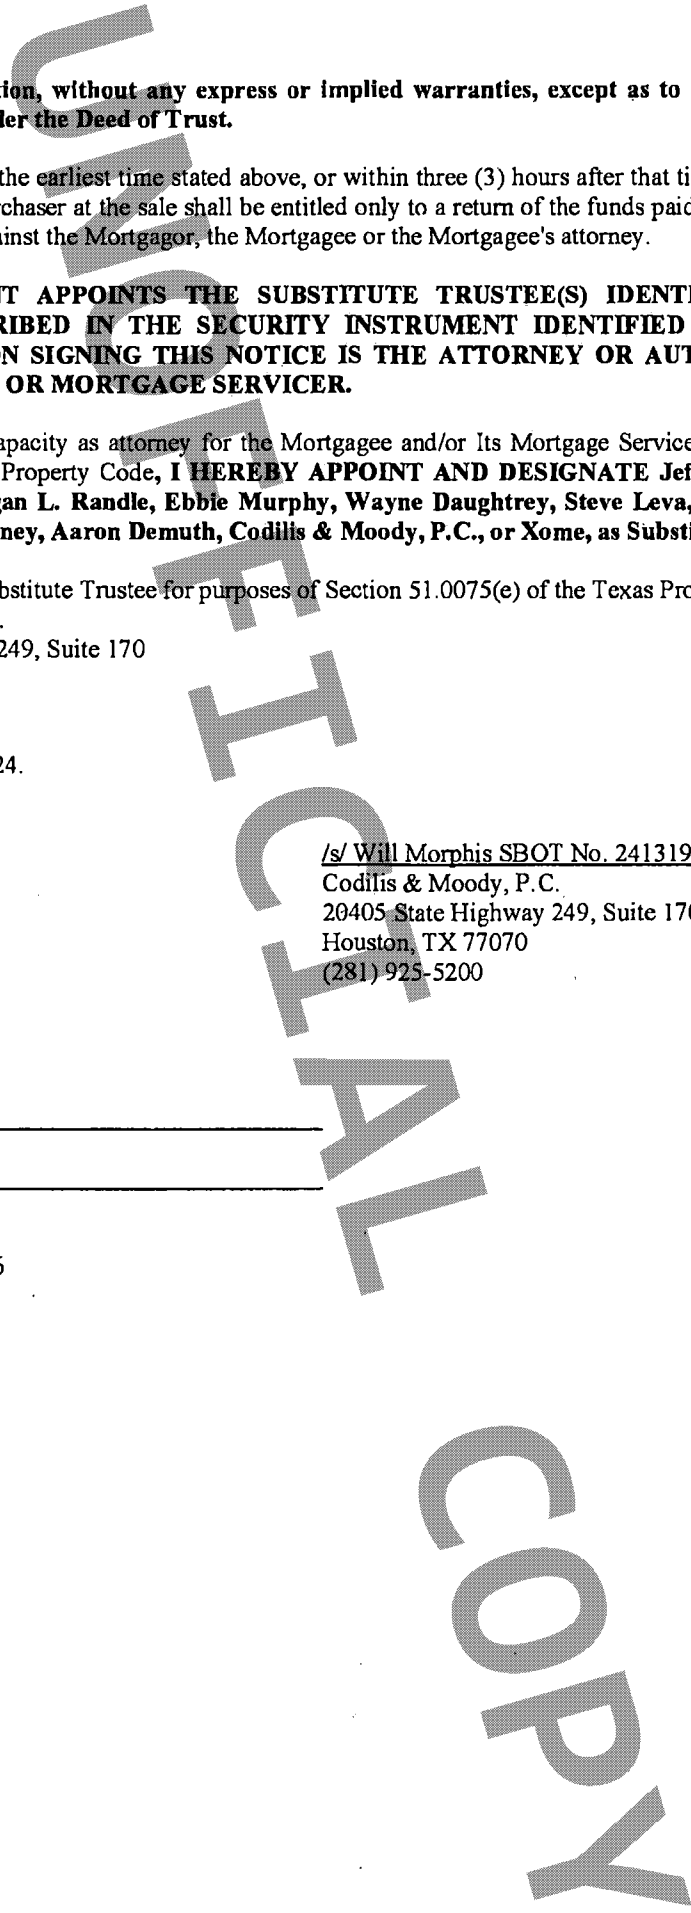 tion, without any express or implied warranties, except as to
ler the Deed of Trust.
the earliest time stated above, or within three (3) hours after that ti
rchaser at the sale shall be entitled only to a return of the funds paid
ainst the Mortgagor, the Mortgagee or the Mortgagee's attorney.
NT APPOINTS THE SUBSTITUTE TRUSTEE(S) IDENTI
RIBED IN THE SECURITY INSTRUMENT IDENTIFIED
ON SIGNING THIS NOTICE IS THE ATTORNEY OR AUT
OR MORTGAGE SERVICER.
apacity as attorney for the Mortgagee and/or Its Mortgage Service
Property Code, I HEREBY APPOINT AND DESIGNATE Jef
gan L. Randle, Ebbie Murphy, Wayne Daughtrey, Steve Leva,
ney, Aaron Demuth, Codilis & Moody, P.C., or Xome, as Substi
bstitute Trustee for purposes of Section 51.0075(e) of the Texas Pro
.
249, Suite 170
24.
/s/ Will Morphis SBOT No. 241319
Codilis & Moody, P.C.
20405 State Highway 249, Suite 170
Houston, TX 77070
(281) 925-5200
UNOFFICIAL COPY